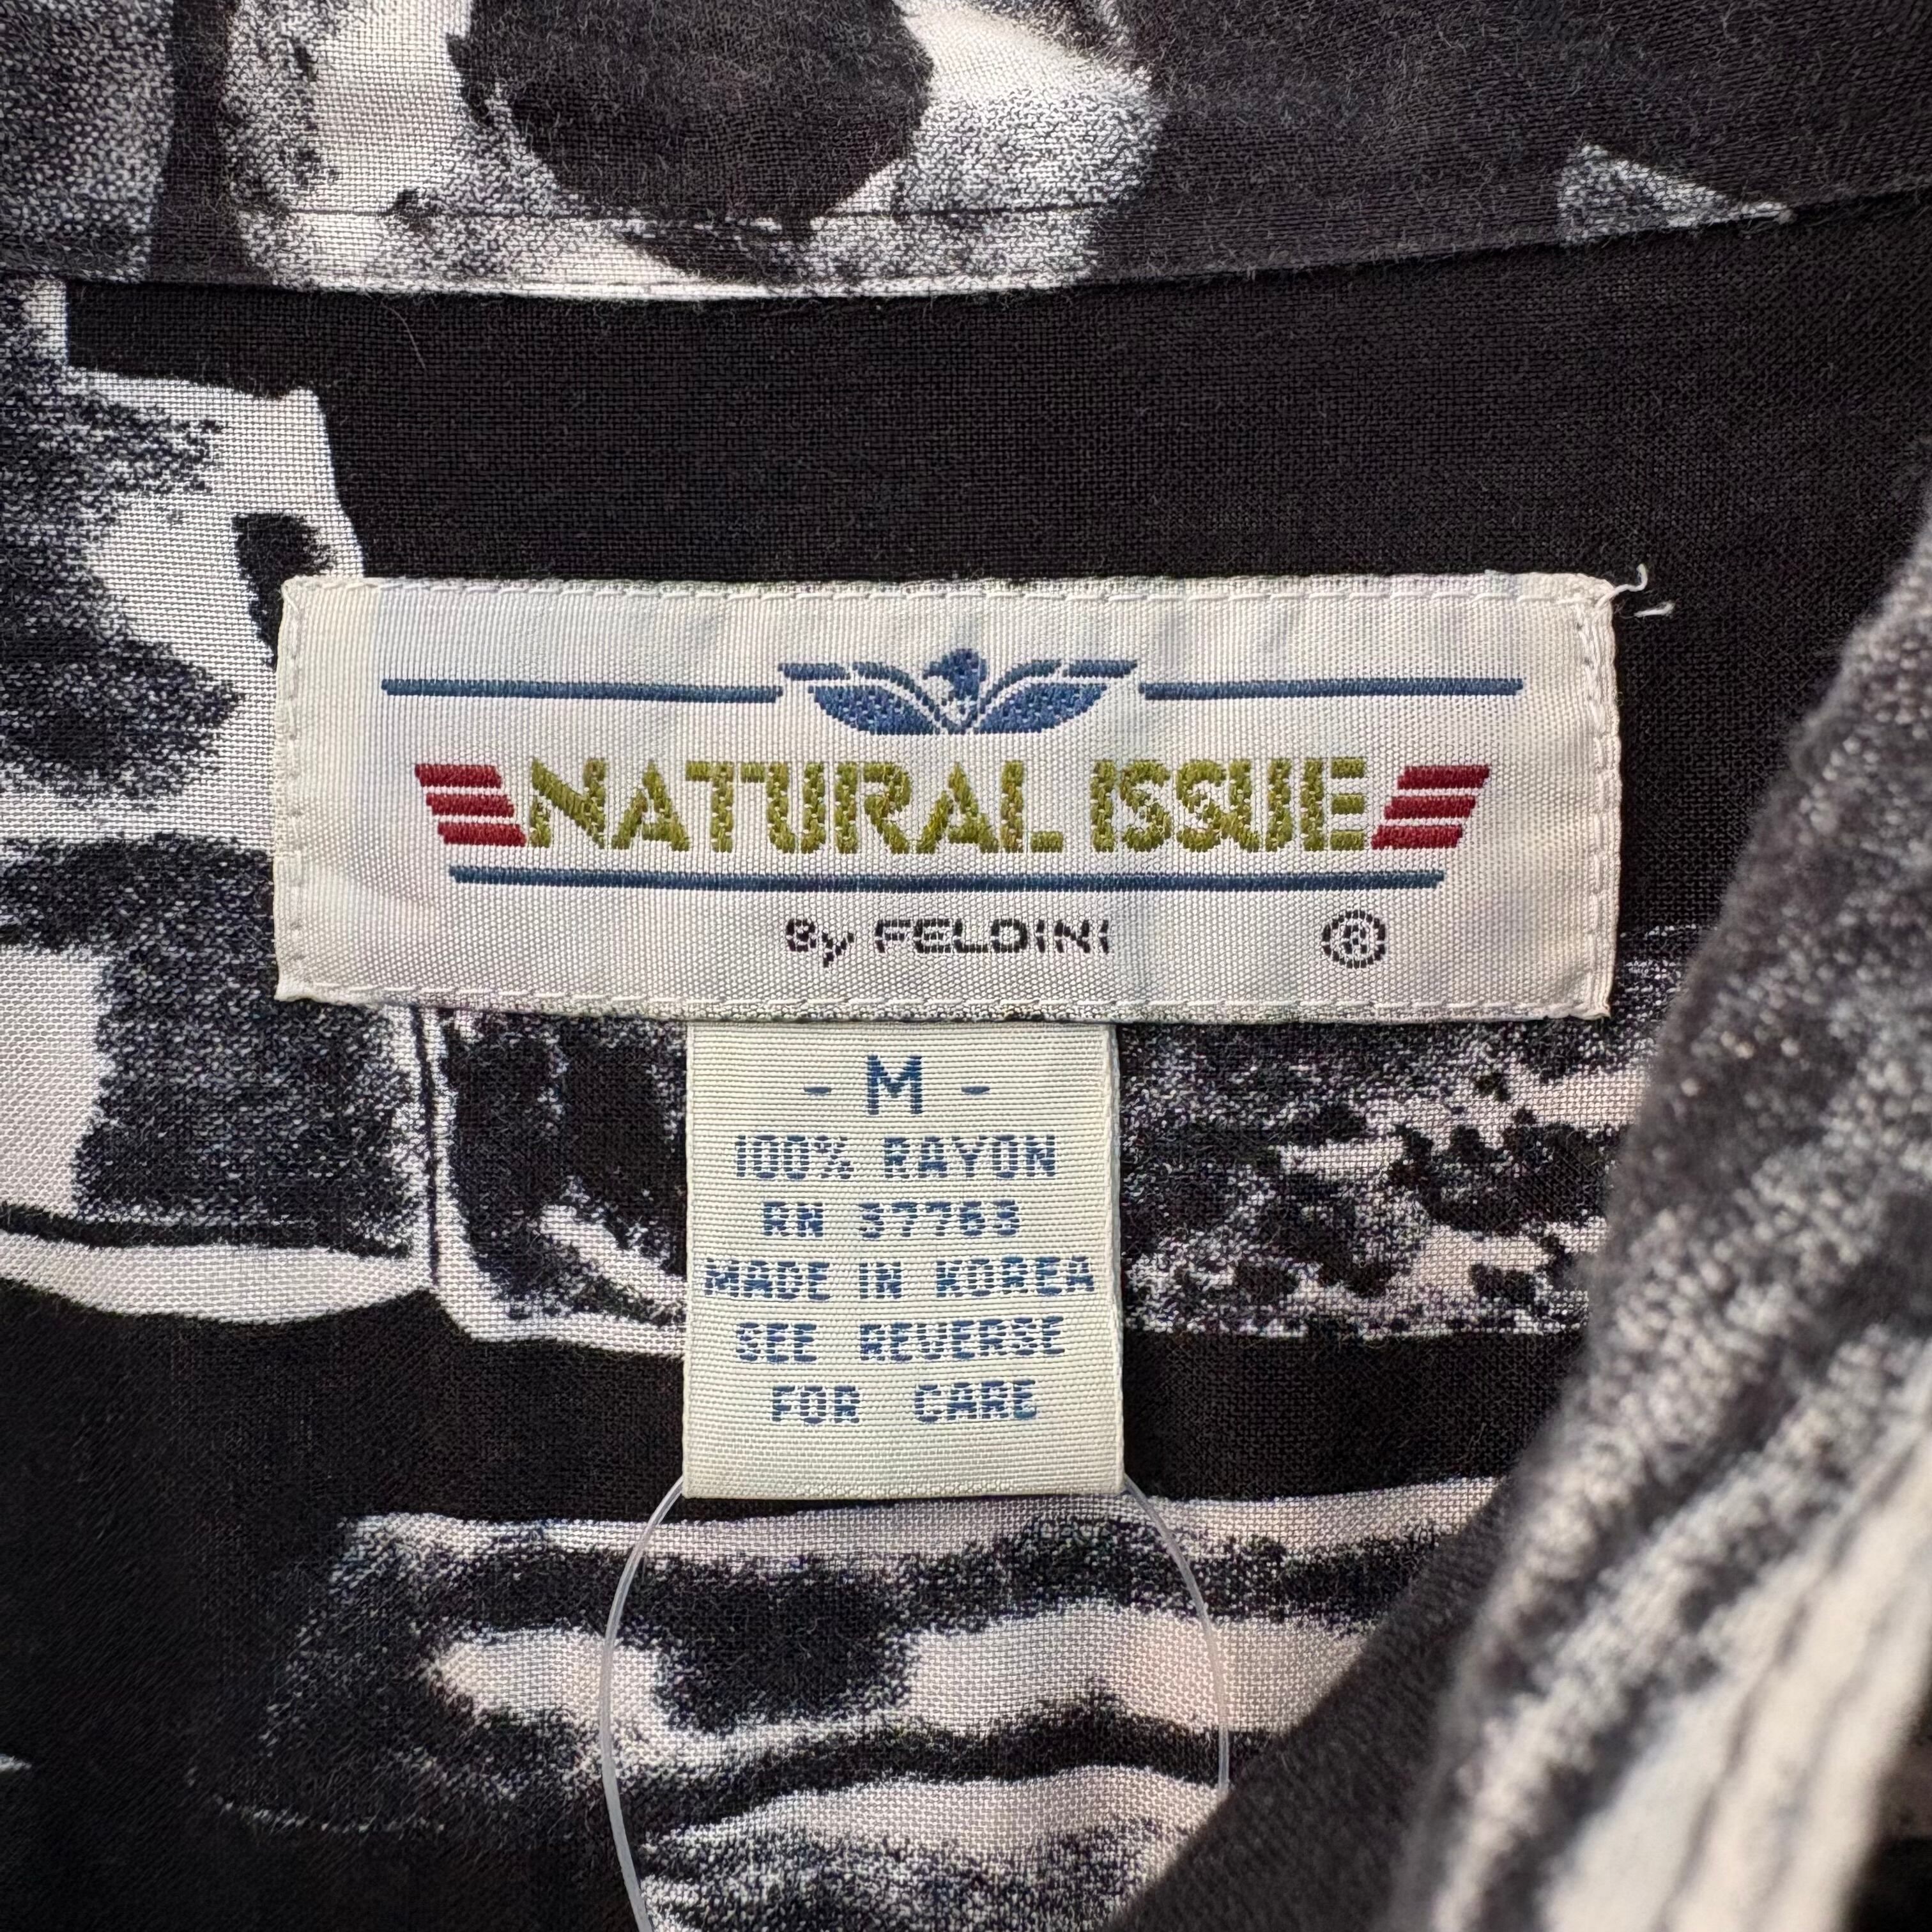 NATURAL ISSUE
By FELDINI ®
- M -
100% RAYON
RN 37763
MADE IN KOREA
SEE REVERSE
FOR CARE